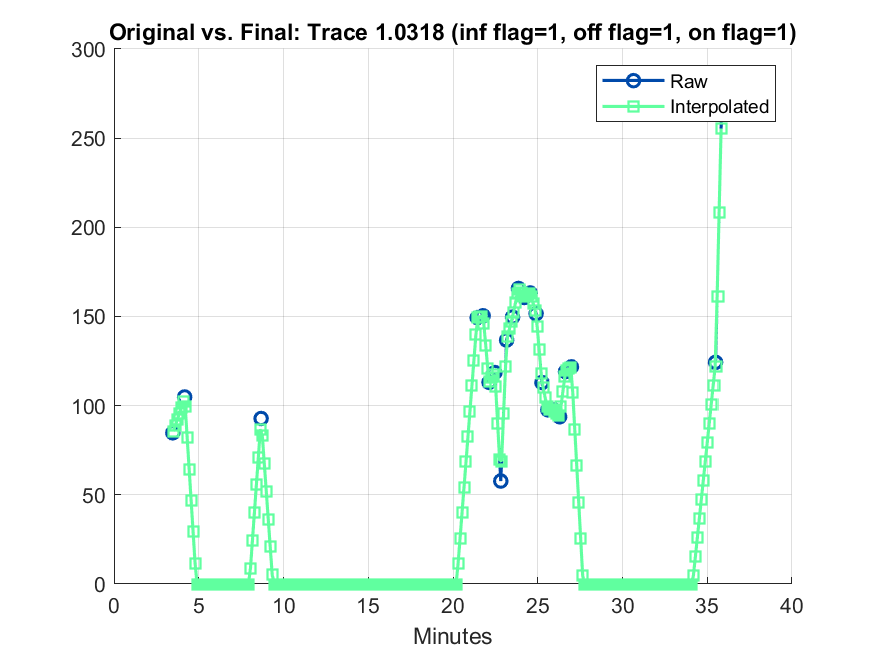 Original vs. Final: Trace 1.0318 (inf flag=1, off flag=1, on flag=1)
300
250
200
150
100
50
0
Raw
Interpolated
0 5 10 15 20 25 30 35 40
Minutes